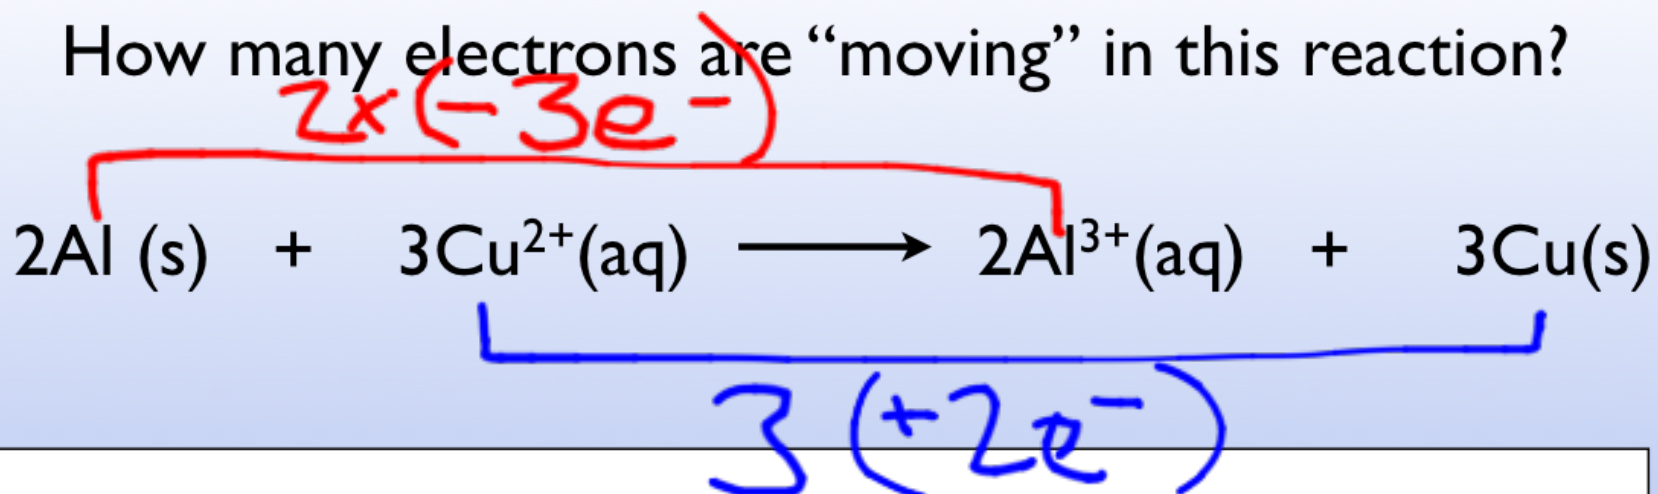 How many electrons are “moving” in this reaction?
2x(-3e-)
2Al (s) + 3Cu²⁺(aq) ⟶ 2Al³⁺(aq) + 3Cu(s)
3(+2e-)